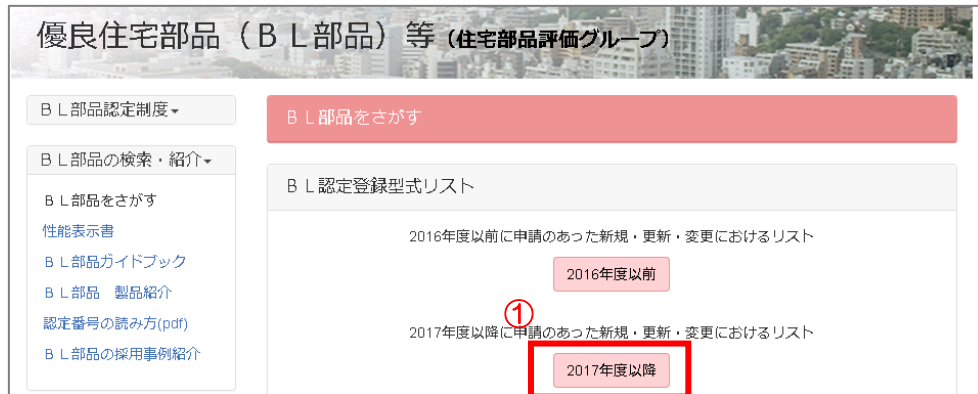 優良住宅部品（ＢＬ部品）等（住宅部品評価グループ）
ＢＬ部品認定制度▾
ＢＬ部品の検索・紹介▾
ＢＬ部品をさがす
性能表示書
ＢＬ部品ガイドブック
ＢＬ部品　製品紹介
認定番号の読み方(pdf)
ＢＬ部品の採用事例紹介
ＢＬ部品をさがす
ＢＬ認定登録型式リスト
2016年度以前に申請のあった新規・更新・変更におけるリスト
2016年度以前
①
2017年度以降に申請のあった新規・更新・変更におけるリスト
2017年度以降